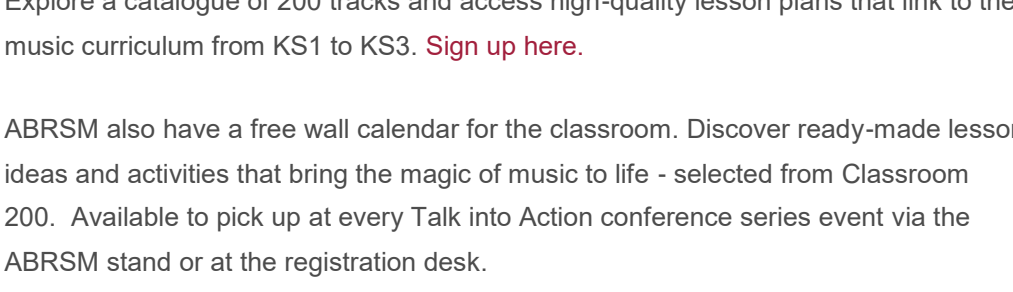 Explore a catalogue of 200 tracks and access high-quality lesson plans that link to the
music curriculum from KS1 to KS3. Sign up here.
ABRSM also have a free wall calendar for the classroom. Discover ready-made lesson
ideas and activities that bring the magic of music to life - selected from Classroom
200.  Available to pick up at every Talk into Action conference series event via the
ABRSM stand or at the registration desk.